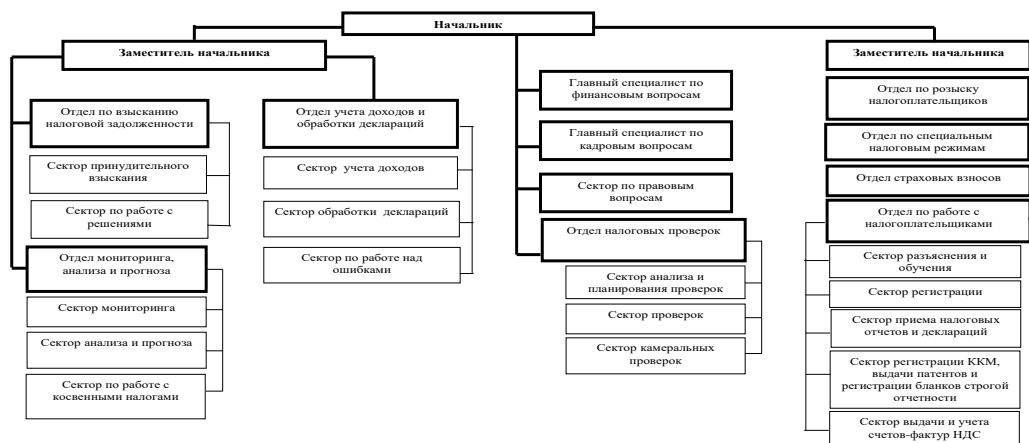 Начальник
Заместитель начальника
Отдел по взысканию
налоговой задолженности
Сектор принудительного
взыскания
Сектор по работе с
решениями
Отдел мониторинга,
анализа и прогноза
Сектор мониторинга
Сектор анализа и прогноза
Сектор по работе с
косвенными налогами
Отдел учета доходов и
обработки деклараций
Сектор учета доходов
Сектор обработки деклараций
Сектор по работе над
ошибками
Главный специалист по
финансовым вопросам
Главный специалист по
кадровым вопросам
Сектор по правовым
вопросам
Отдел налоговых проверок
Сектор анализа и
планирования проверок
Сектор проверок
Сектор камеральных
проверок
Заместитель начальника
Отдел по розыску
налогоплательщиков
Отдел по специальным
налоговым режимам
Отдел страховых взносов
Отдел по работе с
налогоплательщиками
Сектор разъяснения и
обучения
Сектор регистрации
Сектор приема налоговых
отчетов и деклараций
Сектор регистрации ККМ,
выдачи патентов и
регистрации бланков строгой
отчетности
Сектор выдачи и учета
счетов-фактур НДС